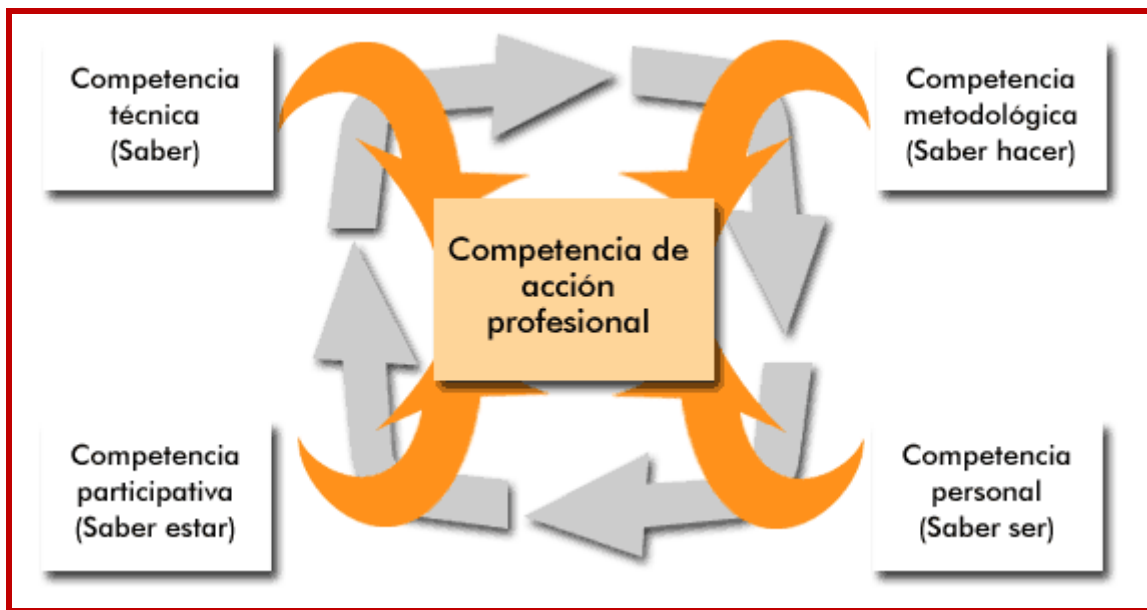 Competencia
técnica
(Saber)
Competencia
metodológica
(Saber hacer)
Competencia de
acción
profesional
Competencia
participativa
(Saber estar)
Competencia
personal
(Saber ser)